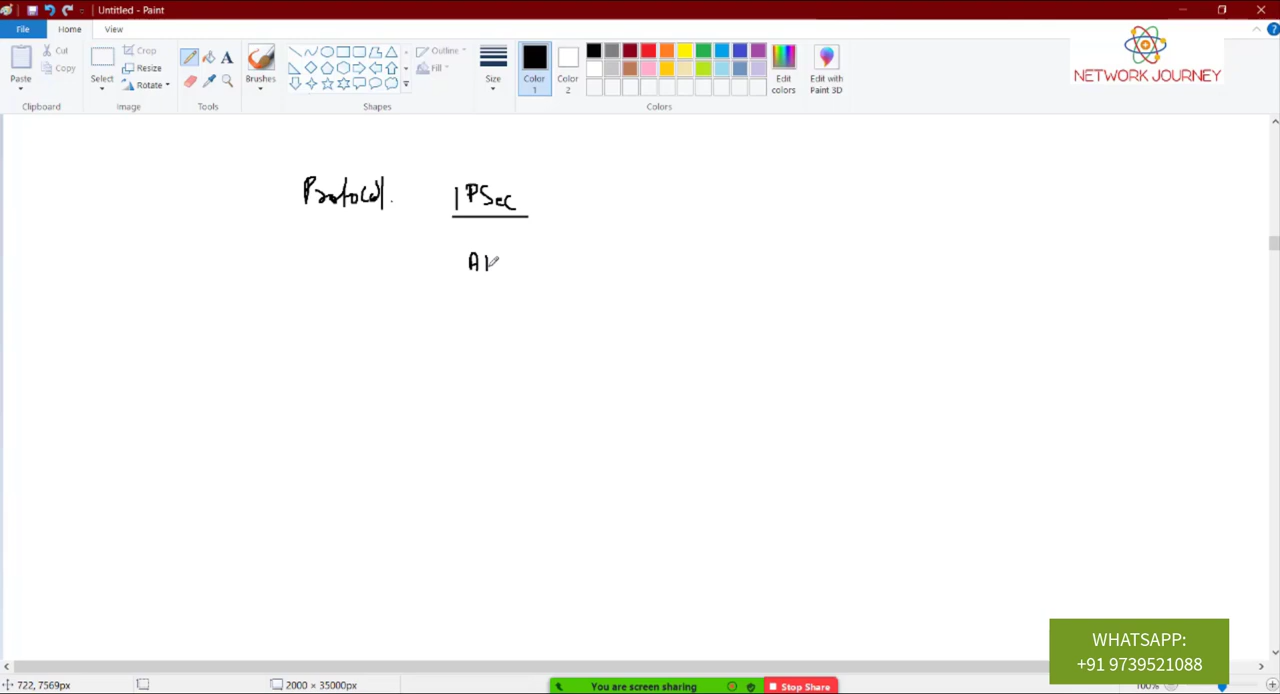 Untitled - Paint
File
Home
View
Paste
Cut
Copy
Clipboard
Select
Crop
Resize
Rotate
Image
Tools
Brushes
Shapes
Outline
Fill
Size
Color 1
Color 2
Colors
Edit colors
Edit with Paint 3D
NETWORK JOURNEY
Protocol. IPSec
WHATSAPP:
+91 9739521088
722, 7569px
2000 × 35000px
You are screen sharing
Stop Share
100%